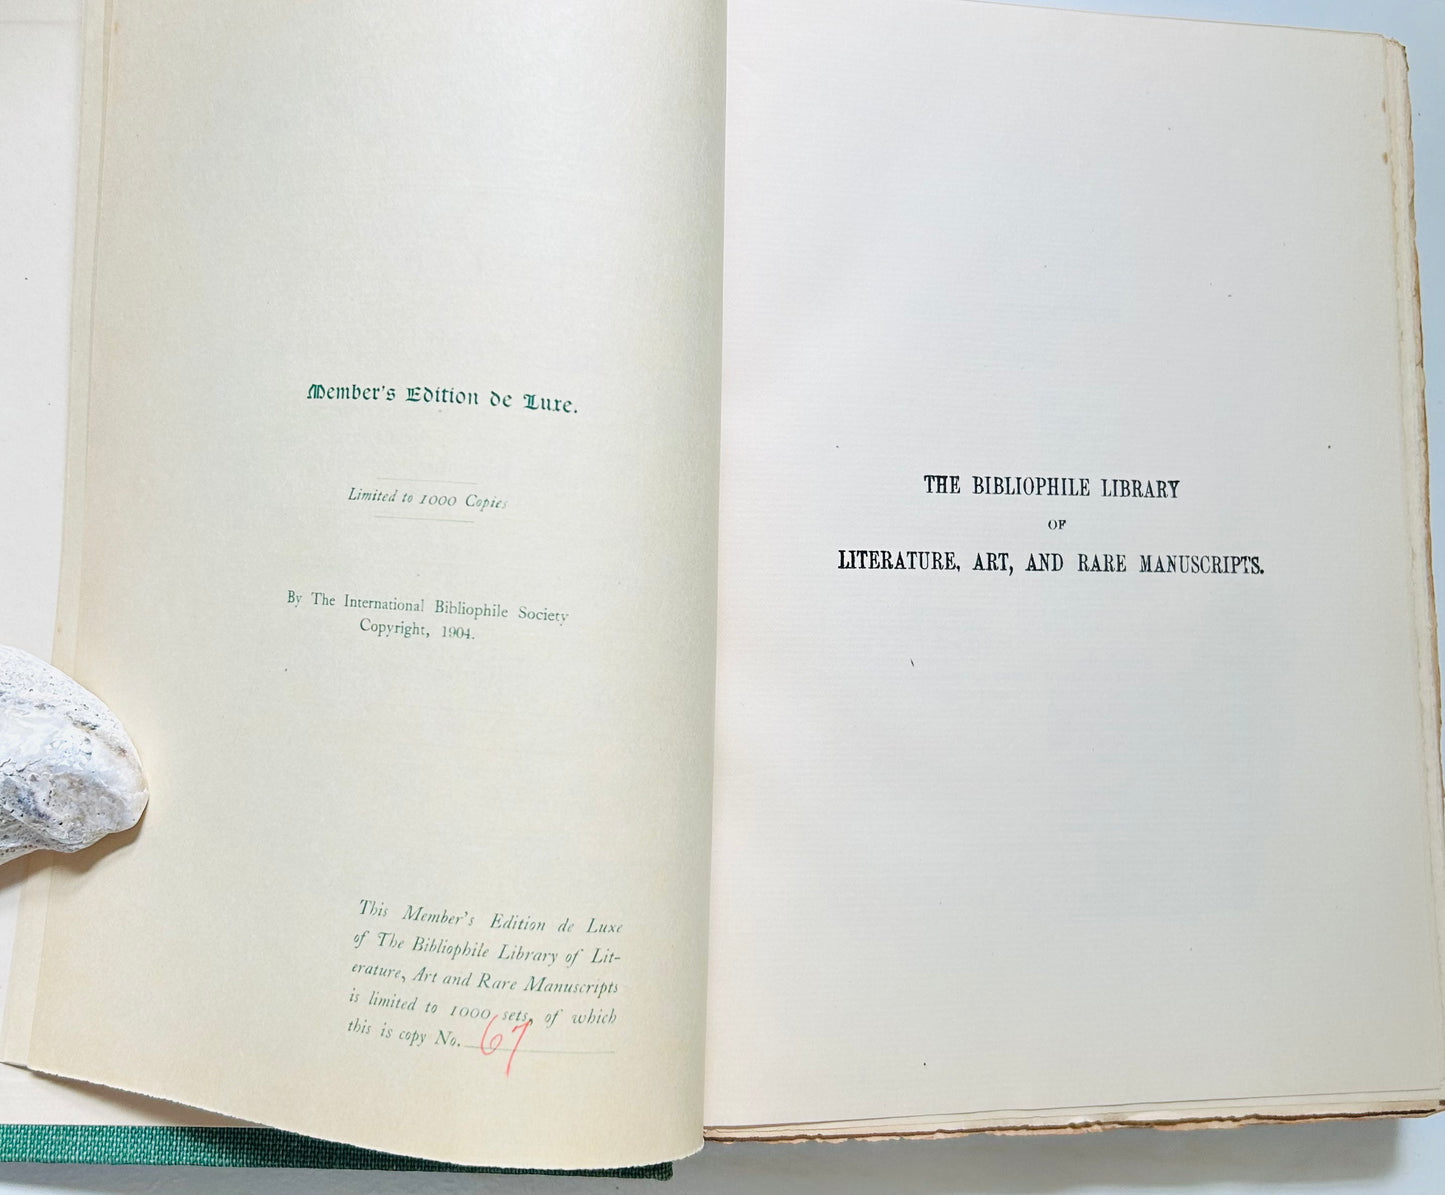 Member's Edition de Luxe.
Limited to 1000 Copies
By The International Bibliophile Society
Copyright, 1904.
This Member's Edition de Luxe
of The Bibliophile Library of Lit-
erature, Art and Rare Manuscripts
is limited to 1000 sets, of which
this is copy No. 67
THE BIBLIOPHILE LIBRARY
OF
LITERATURE, ART, AND RARE MANUSCRIPTS.